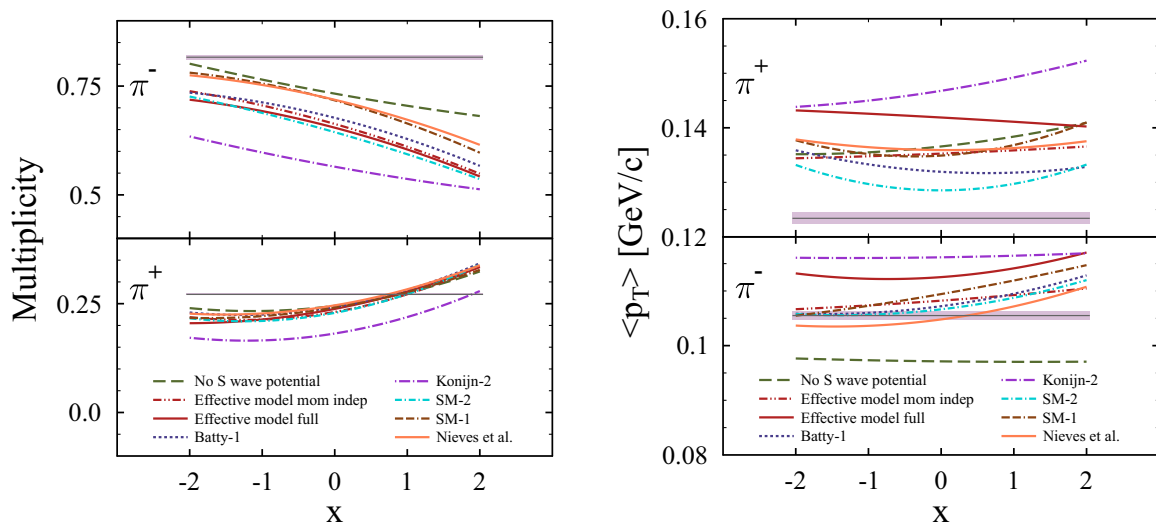 Multiplicity
0.75
0.5
0.25
0.0
π⁻
π⁺
No S wave potential
Effective model mom indep
Effective model full
Batty-1
Konijn-2
SM-2
SM-1
Nieves et al.
-2 -1 0 1 2
x
<p_T> [GeV/c]
0.16
0.14
0.12
0.1
0.08
π⁺
π⁻
No S wave potential
Effective model mom indep
Effective model full
Batty-1
Konijn-2
SM-2
SM-1
Nieves et al.
-2 -1 0 1 2
x